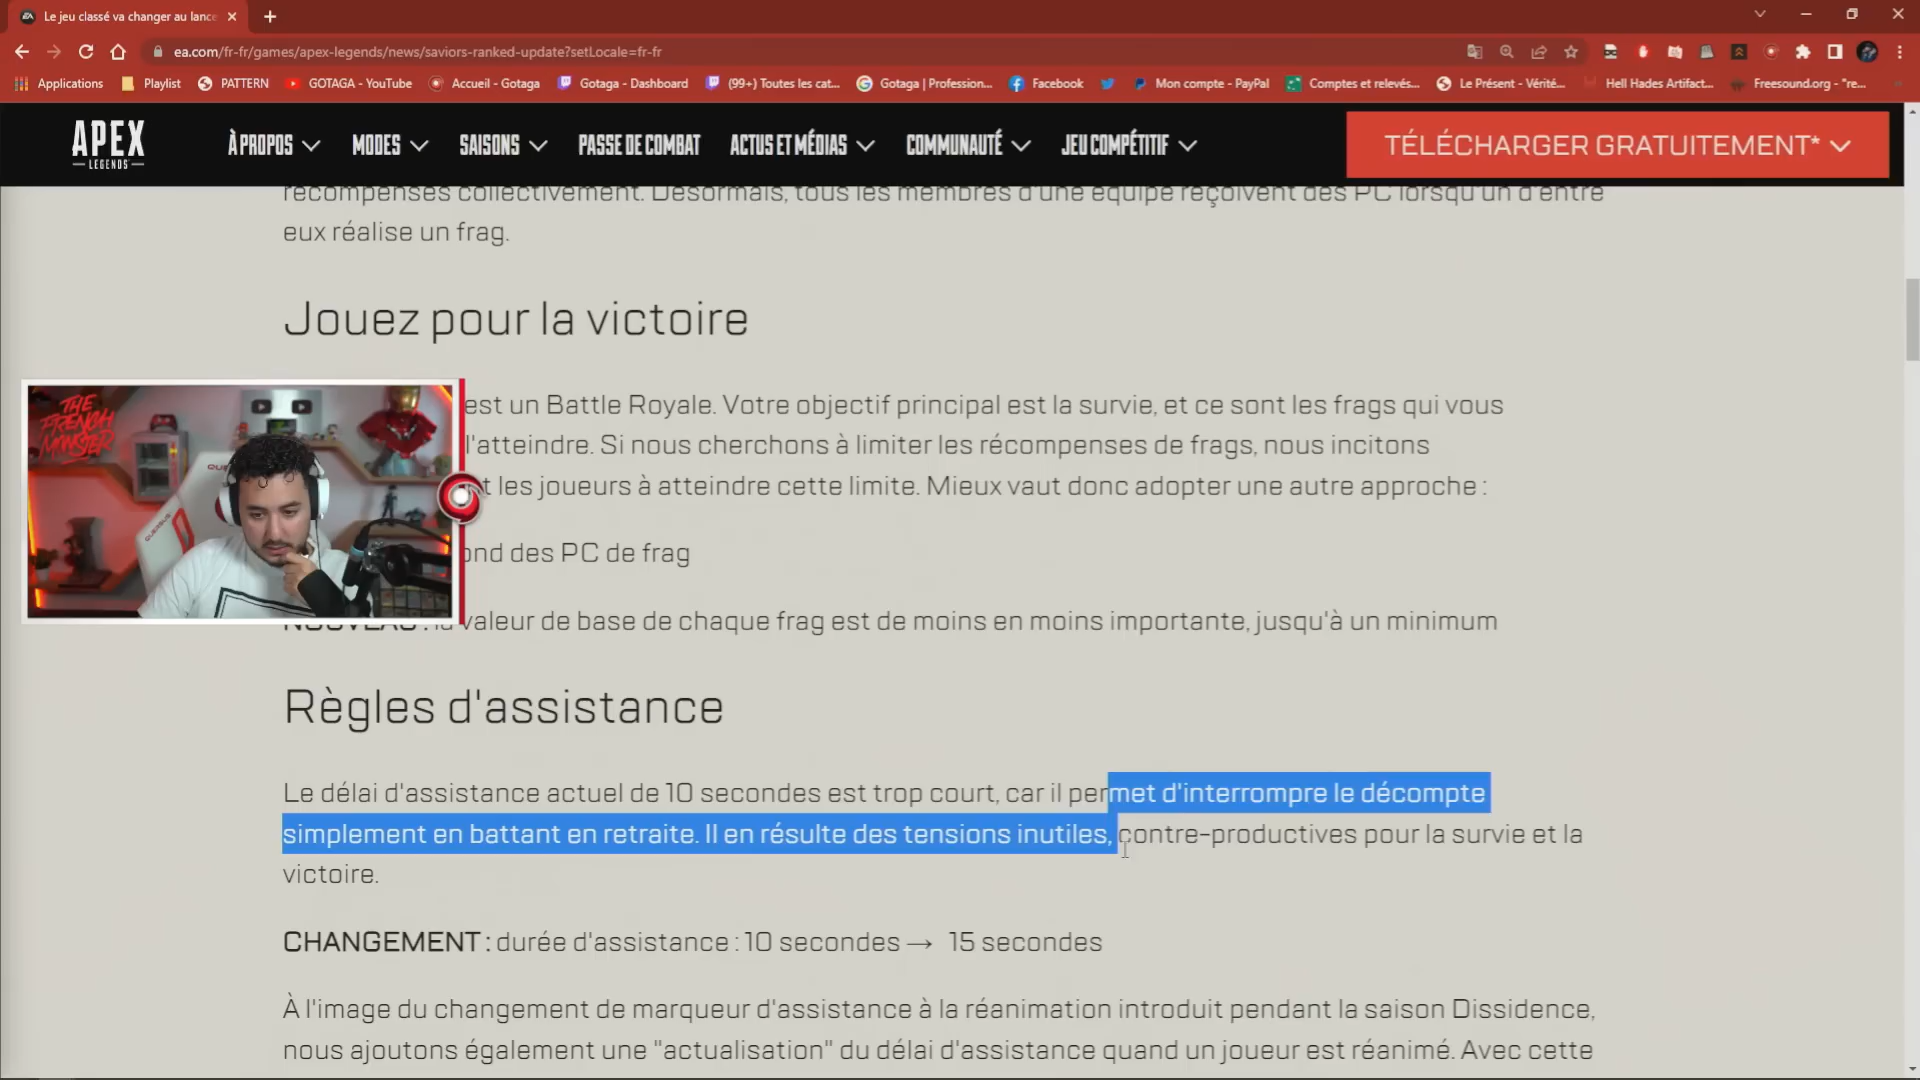 Le jeu classé va changer au lance
ea.com/fr-fr/games/apex-legends/news/saviors-ranked-update?setLocale=fr-fr
Applications
Playlist
PATTERN
GOTAGA - YouTube
Accueil - Gotaga
Gotaga - Dashboard
(99+) Toutes les cat...
Gotaga | Profession...
Facebook
Mon compte - PayPal
Comptes et relevés...
Le Présent - Vérité...
Hell Hades Artifact...
Freesound.org - "re...
APEX
LEGENDS
À PROPOS
MODES
SAISONS
PASSE DE COMBAT
ACTUS ET MÉDIAS
COMMUNAUTÉ
JEU COMPÉTITIF
TÉLÉCHARGER GRATUITEMENT*
récompenses collectivement. Désormais, tous les membres d'une équipe reçoivent des PC lorsqu'un d'entre
eux réalise un frag.
Jouez pour la victoire
THE
FRENCH
MONSTER
est un Battle Royale. Votre objectif principal est la survie, et ce sont les frags qui vous
l'atteindre. Si nous cherchons à limiter les récompenses de frags, nous incitons
t les joueurs à atteindre cette limite. Mieux vaut donc adopter une autre approche :
ond des PC de frag
NOUVEAU : la valeur de base de chaque frag est de moins en moins importante, jusqu'à un minimum
Règles d'assistance
Le délai d'assistance actuel de 10 secondes est trop court, car il permet d'interrompre le décompte
simplement en battant en retraite. Il en résulte des tensions inutiles, contre-productives pour la survie et la
victoire.
CHANGEMENT : durée d'assistance : 10 secondes → 15 secondes
À l'image du changement de marqueur d'assistance à la réanimation introduit pendant la saison Dissidence,
nous ajoutons également une "actualisation" du délai d'assistance quand un joueur est réanimé. Avec cette